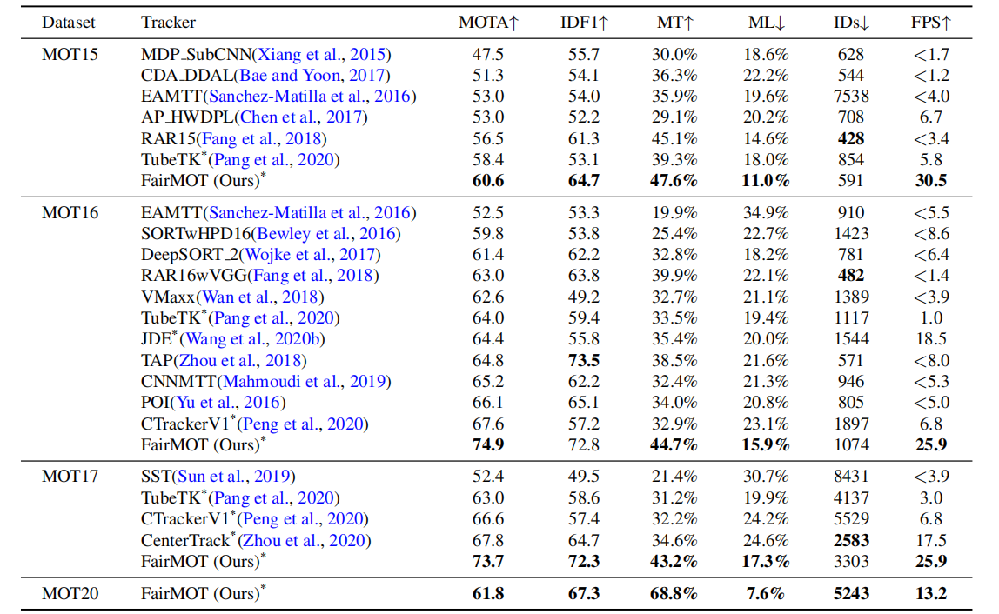 Dataset Tracker MOTA↑ IDF1↑ MT↑ ML↓ IDs↓ FPS↑
MOT15 MDP_SubCNN(Xiang et al., 2015) 47.5 55.7 30.0% 18.6% 628 <1.7
CDA_DDAL(Bae and Yoon, 2017) 51.3 54.1 36.3% 22.2% 544 <1.2
EAMTT(Sanchez-Matilla et al., 2016) 53.0 54.0 35.9% 19.6% 7538 <4.0
AP_HWDPL(Chen et al., 2017) 53.0 52.2 29.1% 20.2% 708 6.7
RAR15(Fang et al., 2018) 56.5 61.3 45.1% 14.6% 428 <3.4
TubeTK*(Pang et al., 2020) 58.4 53.1 39.3% 18.0% 854 5.8
FairMOT (Ours)* 60.6 64.7 47.6% 11.0% 591 30.5
MOT16 EAMTT(Sanchez-Matilla et al., 2016) 52.5 53.3 19.9% 34.9% 910 <5.5
SORTwHPD16(Bewley et al., 2016) 59.8 53.8 25.4% 22.7% 1423 <8.6
DeepSORT_2(Wojke et al., 2017) 61.4 62.2 32.8% 18.2% 781 <6.4
RAR16wVGG(Fang et al., 2018) 63.0 63.8 39.9% 22.1% 482 <1.4
VMaxx(Wan et al., 2018) 62.6 49.2 32.7% 21.1% 1389 <3.9
TubeTK*(Pang et al., 2020) 64.0 59.4 33.5% 19.4% 1117 1.0
JDE*(Wang et al., 2020b) 64.4 55.8 35.4% 20.0% 1544 18.5
TAP(Zhou et al., 2018) 64.8 73.5 38.5% 21.6% 571 <8.0
CNNMTT(Mahmoudi et al., 2019) 65.2 62.2 32.4% 21.3% 946 <5.3
POI(Yu et al., 2016) 66.1 65.1 34.0% 20.8% 805 <5.0
CTrackerV1*(Peng et al., 2020) 67.6 57.2 32.9% 23.1% 1897 6.8
FairMOT (Ours)* 74.9 72.8 44.7% 15.9% 1074 25.9
MOT17 SST(Sun et al., 2019) 52.4 49.5 21.4% 30.7% 8431 <3.9
TubeTK*(Pang et al., 2020) 63.0 58.6 31.2% 19.9% 4137 3.0
CTrackerV1*(Peng et al., 2020) 66.6 57.4 32.2% 24.2% 5529 6.8
CenterTrack*(Zhou et al., 2020) 67.8 64.7 34.6% 24.6% 2583 17.5
FairMOT (Ours)* 73.7 72.3 43.2% 17.3% 3303 25.9
MOT20 FairMOT (Ours)* 61.8 67.3 68.8% 7.6% 5243 13.2